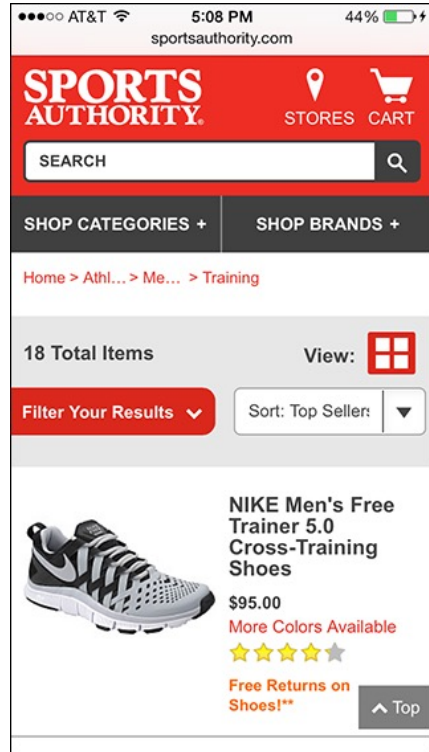 AT&T 5:08 PM 44%
sportsauthority.com
SPORTS
AUTHORITY.
STORES CART
SEARCH
SHOP CATEGORIES + SHOP BRANDS +
Home > Athl... > Me... > Training
18 Total Items View:
Filter Your Results Sort: Top Sellers
NIKE Men's Free
Trainer 5.0
Cross-Training
Shoes
$95.00
More Colors Available
Free Returns on
Shoes!**
Top